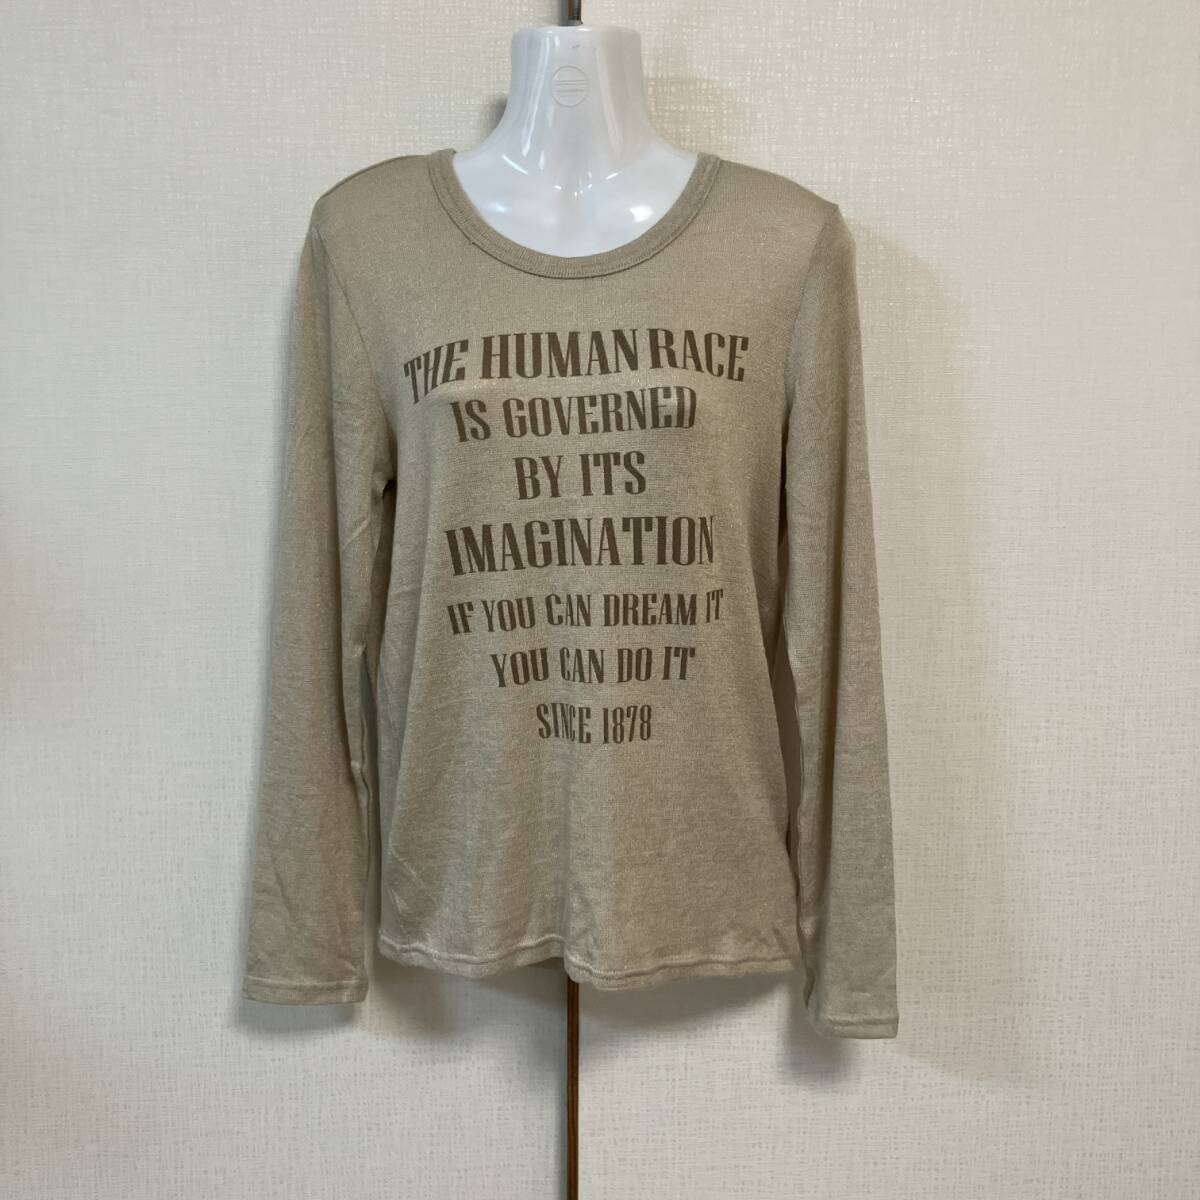 THE HUMAN RACE
IS GOVERNED
BY ITS
IMAGINATION
IF YOU CAN DREAM IT
YOU CAN DO IT
SINCE 1878